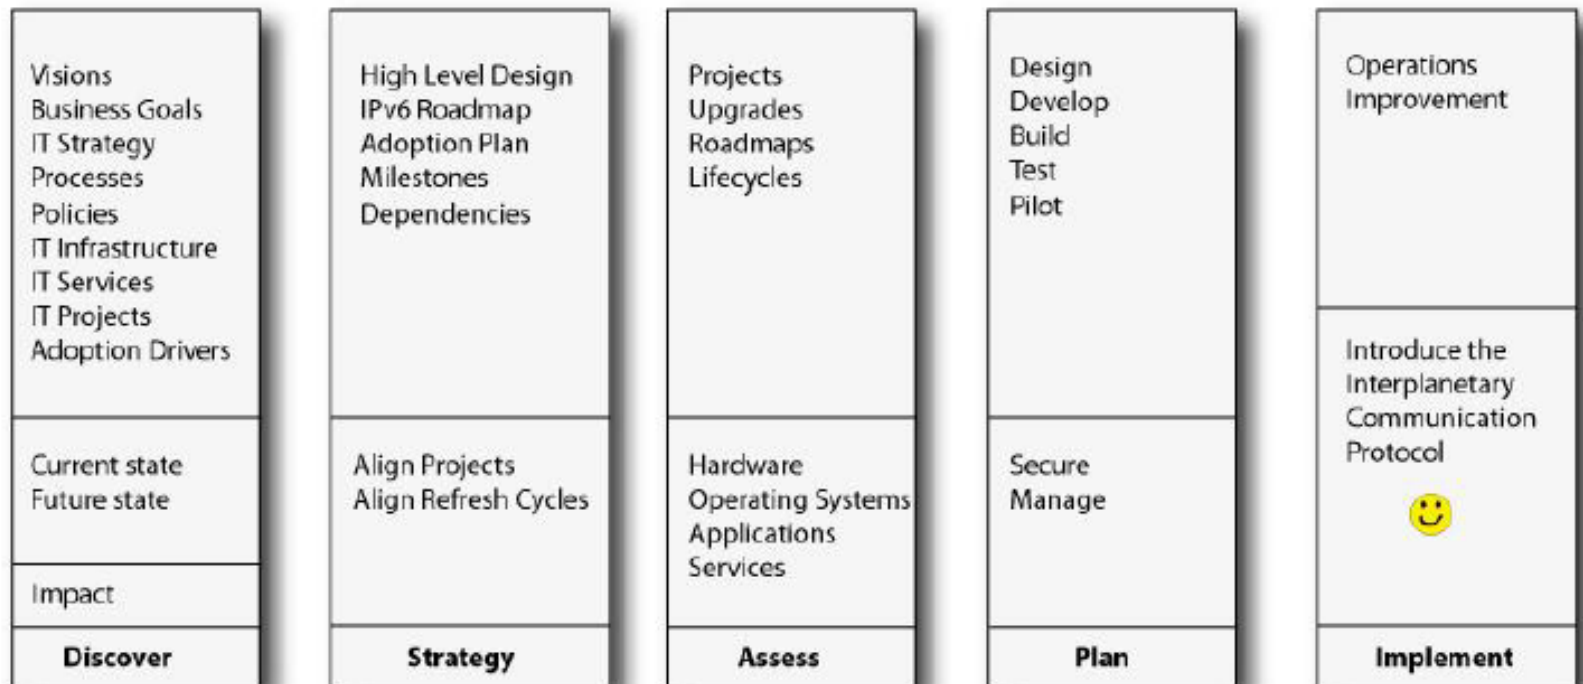 Visions
Business Goals
IT Strategy
Processes
Policies
IT Infrastructure
IT Services
IT Projects
Adoption Drivers
Current state
Future state
Impact
Discover
High Level Design
IPv6 Roadmap
Adoption Plan
Milestones
Dependencies
Align Projects
Align Refresh Cycles
Strategy
Projects
Upgrades
Roadmaps
Lifecycles
Hardware
Operating Systems
Applications
Services
Assess
Design
Develop
Build
Test
Pilot
Secure
Manage
Plan
Operations
Improvement
Introduce the
Interplanetary
Communication
Protocol
Implement